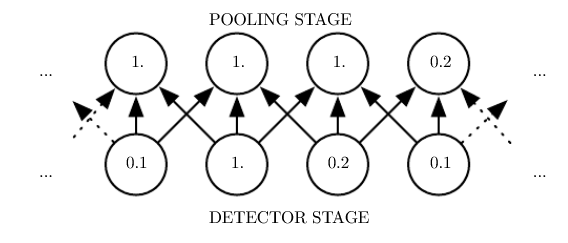 POOLING STAGE
... 1. 1. 1. 0.2 ...
... 0.1 1. 0.2 0.1 ...
DETECTOR STAGE